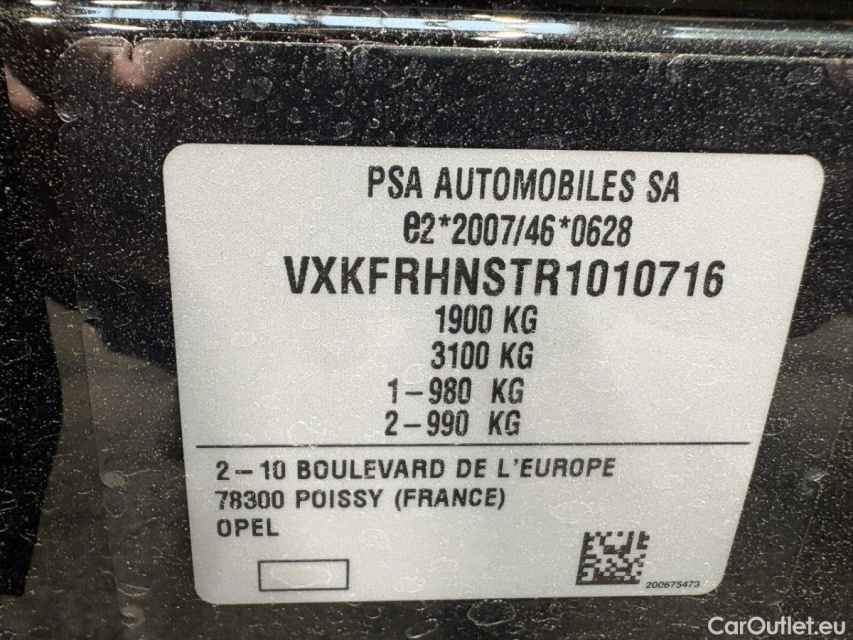 PSA AUTOMOBILES SA
e2*2007/46*0628
VXKFRHNSTR1010716
1900 KG
3100 KG
1-980 KG
2-990 KG
2-10 BOULEVARD DE L'EUROPE
78300 POISSY (FRANCE)
OPEL
200675473
CarOutlet.eu